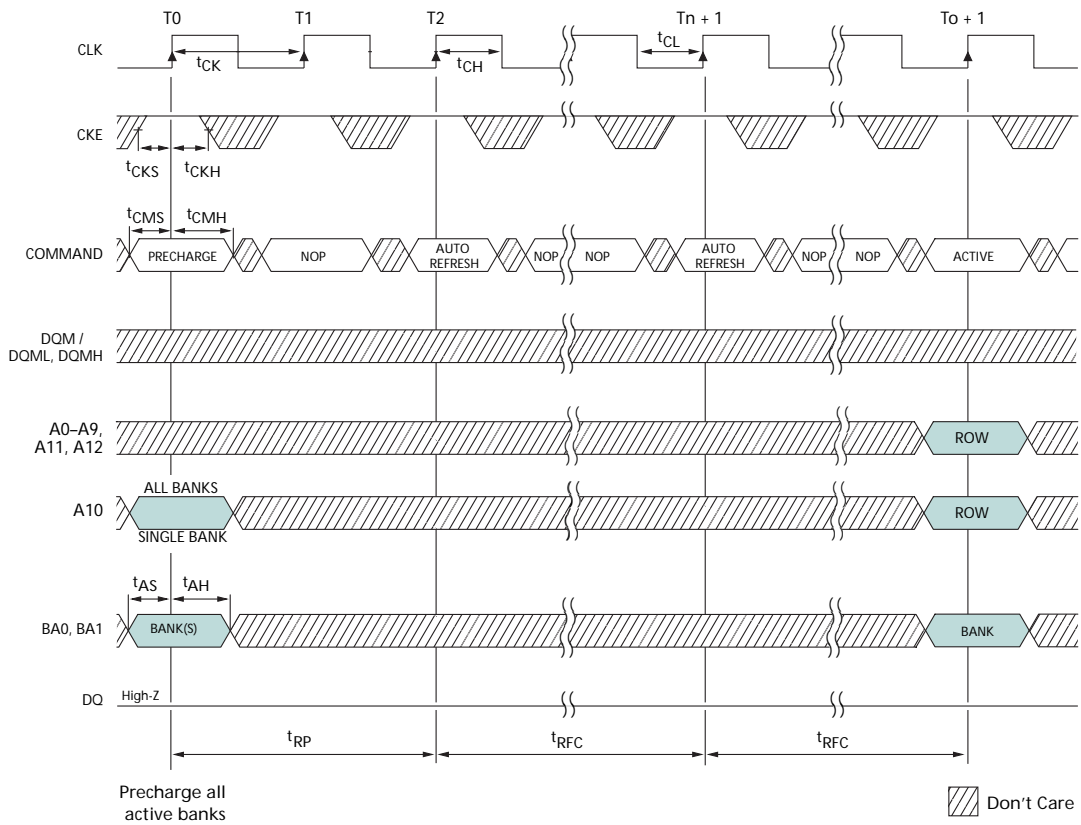 T0 T1 T2 Tn + 1 To + 1
CLK
tCK tCH tCL
CKE
tCKS tCKH
tCMS tCMH
COMMAND PRECHARGE NOP AUTO REFRESH NOP NOP AUTO REFRESH NOP NOP ACTIVE
DQM /
DQML, DQMH
A0–A9,
A11, A12 ROW
ALL BANKS
A10 ROW
SINGLE BANK
tAS tAH
BA0, BA1 BANK(S) BANK
DQ High-Z
tRP tRFC tRFC
Precharge all
active banks
Don't Care